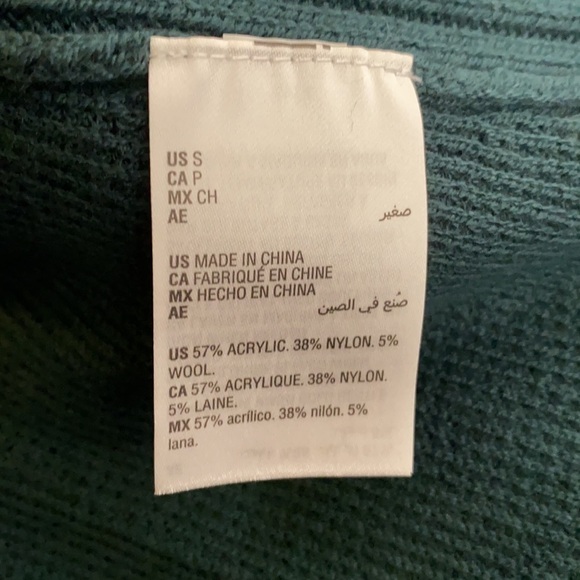 US S
CA P
MX CH
AE صغير
US MADE IN CHINA
CA FABRIQUÉ EN CHINE
MX HECHO EN CHINA
AE صُنع في الصين
US 57% ACRYLIC. 38% NYLON. 5%
WOOL.
CA 57% ACRYLIQUE. 38% NYLON.
5% LAINE.
MX 57% acrílico. 38% nilón. 5%
lana.